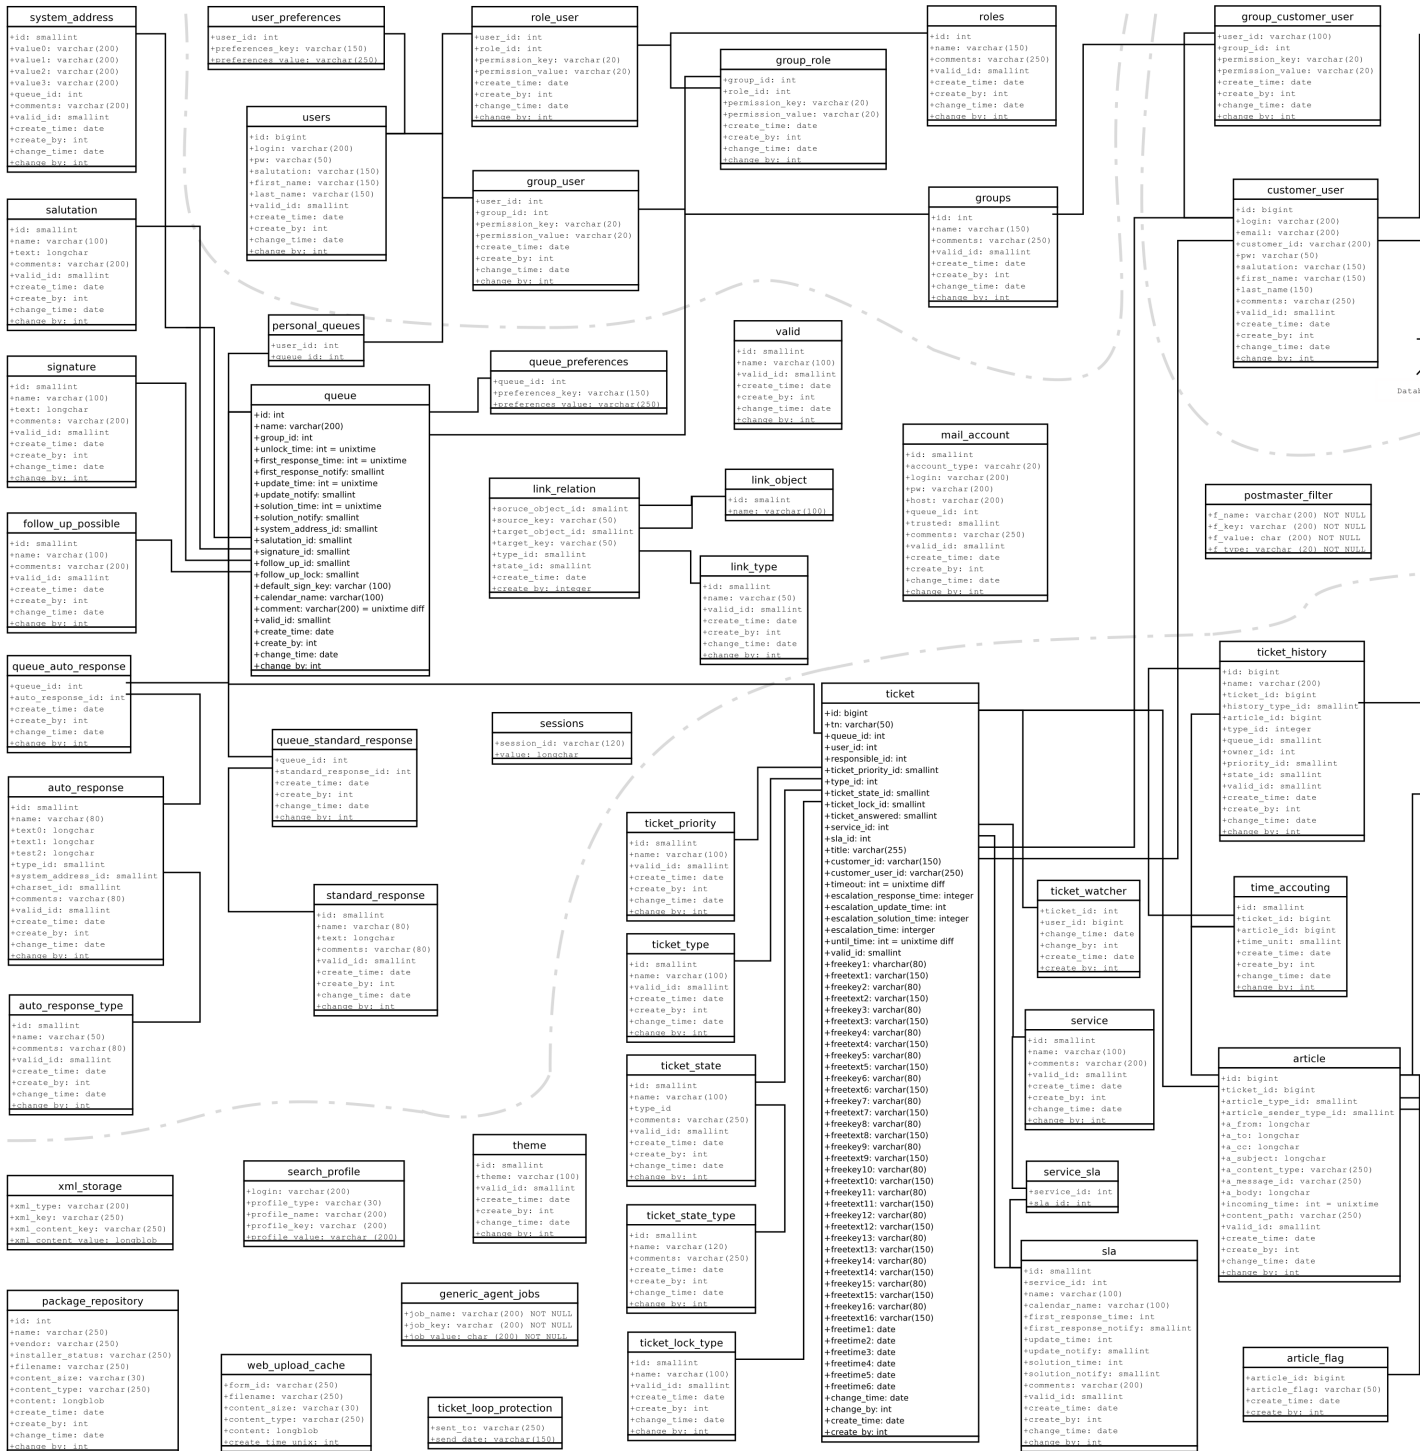 system_address
+id: smallint
+value0: varchar(200)
+value1: varchar(200)
+value2: varchar(200)
+value3: varchar(200)
+queue_id: int
+comments: varchar(200)
+valid_id: smallint
+create_time: date
+create_by: int
+change_time: date
+change_by: int
user_preferences
+user_id: int
+preferences_key: varchar(150)
+preferences_value: varchar(250)
role_user
+user_id: int
+role_id: int
+permission_key: varchar(20)
+permission_value: varchar(20)
+create_time: date
+create_by: int
+change_time: date
+change_by: int
group_role
+group_id: int
+role_id: int
+permission_key: varchar(20)
+permission_value: varchar(20)
+create_time: date
+create_by: int
+change_time: date
+change_by: int
roles
+id: int
+name: varchar(150)
+comments: varchar(250)
+valid_id: smallint
+create_time: date
+create_by: int
+change_time: date
+change_by: int
group_customer_user
+user_id: varchar(100)
+group_id: int
+permission_key: varchar(20)
+permission_value: varchar(20)
+create_time: date
+create_by: int
+change_time: date
+change_by: int
users
+id: bigint
+login: varchar(200)
+pw: varchar(50)
+salutation: varchar(150)
+first_name: varchar(150)
+last_name: varchar(150)
+valid_id: smallint
+create_time: date
+create_by: int
+change_time: date
+change_by: int
group_user
+user_id: int
+group_id: int
+permission_key: varchar(20)
+permission_value: varchar(20)
+create_time: date
+create_by: int
+change_time: date
+change_by: int
groups
+id: int
+name: varchar(150)
+comments: varchar(250)
+valid_id: smallint
+create_time: date
+create_by: int
+change_time: date
+change_by: int
customer_user
+id: bigint
+login: varchar(200)
+email: varchar(200)
+customer_id: varchar(200)
+pw: varchar(50)
+salutation: varchar(150)
+first_name: varchar(150)
+last_name(150)
+comments: varchar(250)
+valid_id: smallint
+create_time: date
+create_by: int
+change_time: date
+change_by: int
Datab
salutation
+id: smallint
+name: varchar(100)
+text: longchar
+comments: varchar(200)
+valid_id: smallint
+create_time: date
+create_by: int
+change_time: date
+change_by: int
personal_queues
+user_id: int
+queue_id: int
queue_preferences
+queue_id: int
+preferences_key: varchar(150)
+preferences_value: varchar(250)
valid
+id: smallint
+name: varchar(100)
+valid_id: smallint
+create_time: date
+create_by: int
+change_time: date
+change_by: int
signature
+id: smallint
+name: varchar(100)
+text: longchar
+comments: varchar(200)
+valid_id: smallint
+create_time: date
+create_by: int
+change_time: date
+change_by: int
queue
+id: int
+name: varchar(200)
+group_id: int
+unlock_time: int = unixtime
+first_response_time: int = unixtime
+first_response_notify: smallint
+update_time: int = unixtime
+update_notify: smallint
+solution_time: int = unixtime
+solution_notify: smallint
+system_address_id: smallint
+salutation_id: smallint
+signature_id: smallint
+follow_up_id: smallint
+follow_up_lock: smallint
+default_sign_key: varchar (100)
+calendar_name: varchar(100)
+comment: varchar(200) = unixtime diff
+valid_id: smallint
+create_time: date
+create_by: int
+change_time: date
+change_by: int
link_relation
+soruce_object_id: smalint
+source_key: varchar(50)
+target_object_id: smallint
+target_key: varchar(50)
+type_id: smallint
+state_id: smallint
+create_time: date
+create_by: integer
link_object
+id: smalint
+name: varchar(100)
link_type
+id: smallint
+name: varchar(50)
+valid_id: smallint
+create_time: date
+create_by: int
+change_time: date
+change_by: int
mail_account
+id: smallint
+account_type: varcahr(20)
+login: varchar(200)
+pw: varchar(200)
+host: varchar(200)
+queue_id: int
+trusted: smallint
+comments: varchar(250)
+valid_id: smallint
+create_time: date
+create_by: int
+change_time: date
+change_by: int
postmaster_filter
+f_name: varchar(200) NOT NULL
+f_key: varchar (200) NOT NULL
+f_value: char (200) NOT NULL
+f_type: varchar (20) NOT NULL
follow_up_possible
+id: smallint
+name: varchar(100)
+comments: varchar(200)
+valid_id: smallint
+create_time: date
+create_by: int
+change_time: date
+change_by: int
queue_auto_response
+queue_id: int
+auto_response_id: int
+create_time: date
+create_by: int
+change_time: date
+change_by: int
auto_response
+id: smallint
+name: varchar(80)
+text0: longchar
+text1: longchar
+test2: longchar
+type_id: smallint
+system_address_id: smallint
+charset_id: smallint
+comments: varchar(80)
+valid_id: smallint
+create_time: date
+create_by: int
+change_time: date
+change_by: int
auto_response_type
+id: smallint
+name: varchar(50)
+comments: varchar(80)
+valid_id: smallint
+create_time: date
+create_by: int
+change_time: date
+change_by: int
queue_standard_response
+queue_id: int
+standard_response_id: int
+create_time: date
+create_by: int
+change_time: date
+change_by: int
standard_response
+id: smallint
+name: varchar(80)
+text: longchar
+comments: varchar(80)
+valid_id: smallint
+create_time: date
+create_by: int
+change_time: date
+change_by: int
sessions
+session_id: varchar(120)
+value: longchar
ticket
+id: bigint
+tn: varchar(50)
+queue_id: int
+user_id: int
+responsible_id: int
+ticket_priority_id: smallint
+type_id: int
+ticket_state_id: smallint
+ticket_lock_id: smallint
+ticket_answered: smallint
+service_id: int
+sla_id: int
+title: varchar(255)
+customer_id: varchar(150)
+customer_user_id: varchar(250)
+timeout: int = unixtime diff
+escalation_response_time: integer
+escalation_update_time: int
+escalation_solution_time: integer
+escalation_time: interger
+until_time: int = unixtime diff
+valid_id: smallint
+freekey1: vharchar(80)
+freetext1: varchar(150)
+freekey2: varchar(80)
+freetext2: varchar(150)
+freekey3: varchar(80)
+freetext3: varchar(150)
+freekey4: varchar(80)
+freetext4: varchar(150)
+freekey5: varchar(80)
+freetext5: varchar(150)
+freekey6: varchar(80)
+freetext6: varchar(150)
+freekey7: varchar(80)
+freetext7: varchar(150)
+freekey8: varchar(80)
+freetext8: varchar(150)
+freekey9: varchar(80)
+freetext9: varchar(150)
+freekey10: varchar(80)
+freetext10: varchar(150)
+freekey11: varchar(80)
+freetext11: varchar(150)
+freekey12: varchar(80)
+freetext12: varchar(150)
+freekey13: varchar(80)
+freetext13: varchar(150)
+freekey14: varchar(80)
+freetext14: varchar(150)
+freekey15: varchar(80)
+freetext15: varchar(150)
+freekey16: varchar(80)
+freetext16: varchar(150)
+freetime1: date
+freetime2: date
+freetime3: date
+freetime4: date
+freetime5: date
+freetime6: date
+change_time: date
+change_by: int
+create_time: date
+create_by: int
ticket_priority
+id: smallint
+name: varchar(100)
+valid_id: smallint
+create_time: date
+create_by: int
+change_time: date
+change_by: int
ticket_type
+id: smallint
+name: varchar(100)
+valid_id: smallint
+create_time: date
+create_by: int
+change_time: date
+change_by: int
ticket_state
+id: smallint
+name: varchar(100)
+type_id
+comments: varchar(250)
+valid_id: smallint
+create_time: date
+create_by: int
+change_time: date
+change_by: int
ticket_state_type
+id: smallint
+name: varchar(120)
+comments: varchar(250)
+create_time: date
+create_by: int
+change_time: date
+change_by: int
ticket_lock_type
+id: smallint
+name: varchar(100)
+valid_id: smallint
+create_time: date
+create_by: int
+change_time: date
+change_by: int
ticket_history
+id: bigint
+name: varchar(200)
+ticket_id: bigint
+history_type_id: smallint
+article_id: bigint
+type_id: integer
+queue_id: smallint
+owner_id: int
+priority_id: smallint
+state_id: smallint
+valid_id: smallint
+create_time: date
+create_by: int
+change_time: date
+change_by: int
ticket_watcher
+ticket_id: int
+user_id: bigint
+change_time: date
+change_by: int
+create_time: date
+create_by: int
time_accouting
+id: smallint
+ticket_id: bigint
+article_id: bigint
+time_unit: smallint
+create_time: date
+create_by: int
+change_time: date
+change_by: int
service
+id: smallint
+name: varchar(100)
+comments: varchar(200)
+valid_id: smallint
+create_time: date
+create_by: int
+change_time: date
+change_by: int
article
+id: bigint
+ticket_id: bigint
+article_type_id: smallint
+article_sender_type_id: smallint
+a_from: longchar
+a_to: longchar
+a_cc: longchar
+a_subject: longchar
+a_content_type: varchar(250)
+a_message_id: varchar(250)
+a_body: longchar
+incoming_time: int = unixtime
+content_path: varchar(250)
+valid_id: smallint
+create_time: date
+create_by: int
+change_time: date
+change_by: int
service_sla
+service_id: int
+sla_id: int
sla
+id: smallint
+service_id: int
+name: varchar(100)
+calendar_name: varchar(100)
+first_response_time: int
+first_response_notify: smallint
+update_time: int
+update_notify: smallint
+solution_time: int
+solution_notify: smallint
+comments: varchar(200)
+valid_id: smallint
+create_time: date
+create_by: int
+change_time: date
+change_by: int
article_flag
+article_id: bigint
+article_flag: varchar(50)
+create_time: date
+create_by: int
theme
+id: smallint
+theme: varchar(100)
+valid_id: smallint
+create_time: date
+create_by: int
+change_time: date
+change_by: int
search_profile
+login: varchar(200)
+profile_type: varchar(30)
+profile_name: varchar(200)
+profile_key: varchar (200)
+profile_value: varchar (200)
xml_storage
+xml_type: varchar(200)
+xml_key: varchar(250)
+xml_content_key: varchar(250)
+xml_content_value: longblob
generic_agent_jobs
+job_name: varchar(200) NOT NULL
+job_key: varchar (200) NOT NULL
+job_value: char (200) NOT NULL
package_repository
+id: int
+name: varchar(250)
+vendor: varchar(250)
+installer_status: varchar(250)
+filename: varchar(250)
+content_size: varchar(30)
+content_type: varchar(250)
+content: longblob
+create_time: date
+create_by: int
+change_time: date
+change_by: int
web_upload_cache
+form_id: varchar(250)
+filename: varchar(250)
+content_size: varchar(30)
+content_type: varchar(250)
+content: longblob
+create_time_unix: int
ticket_loop_protection
+sent_to: varchar(250)
+send_date: varchar(150)